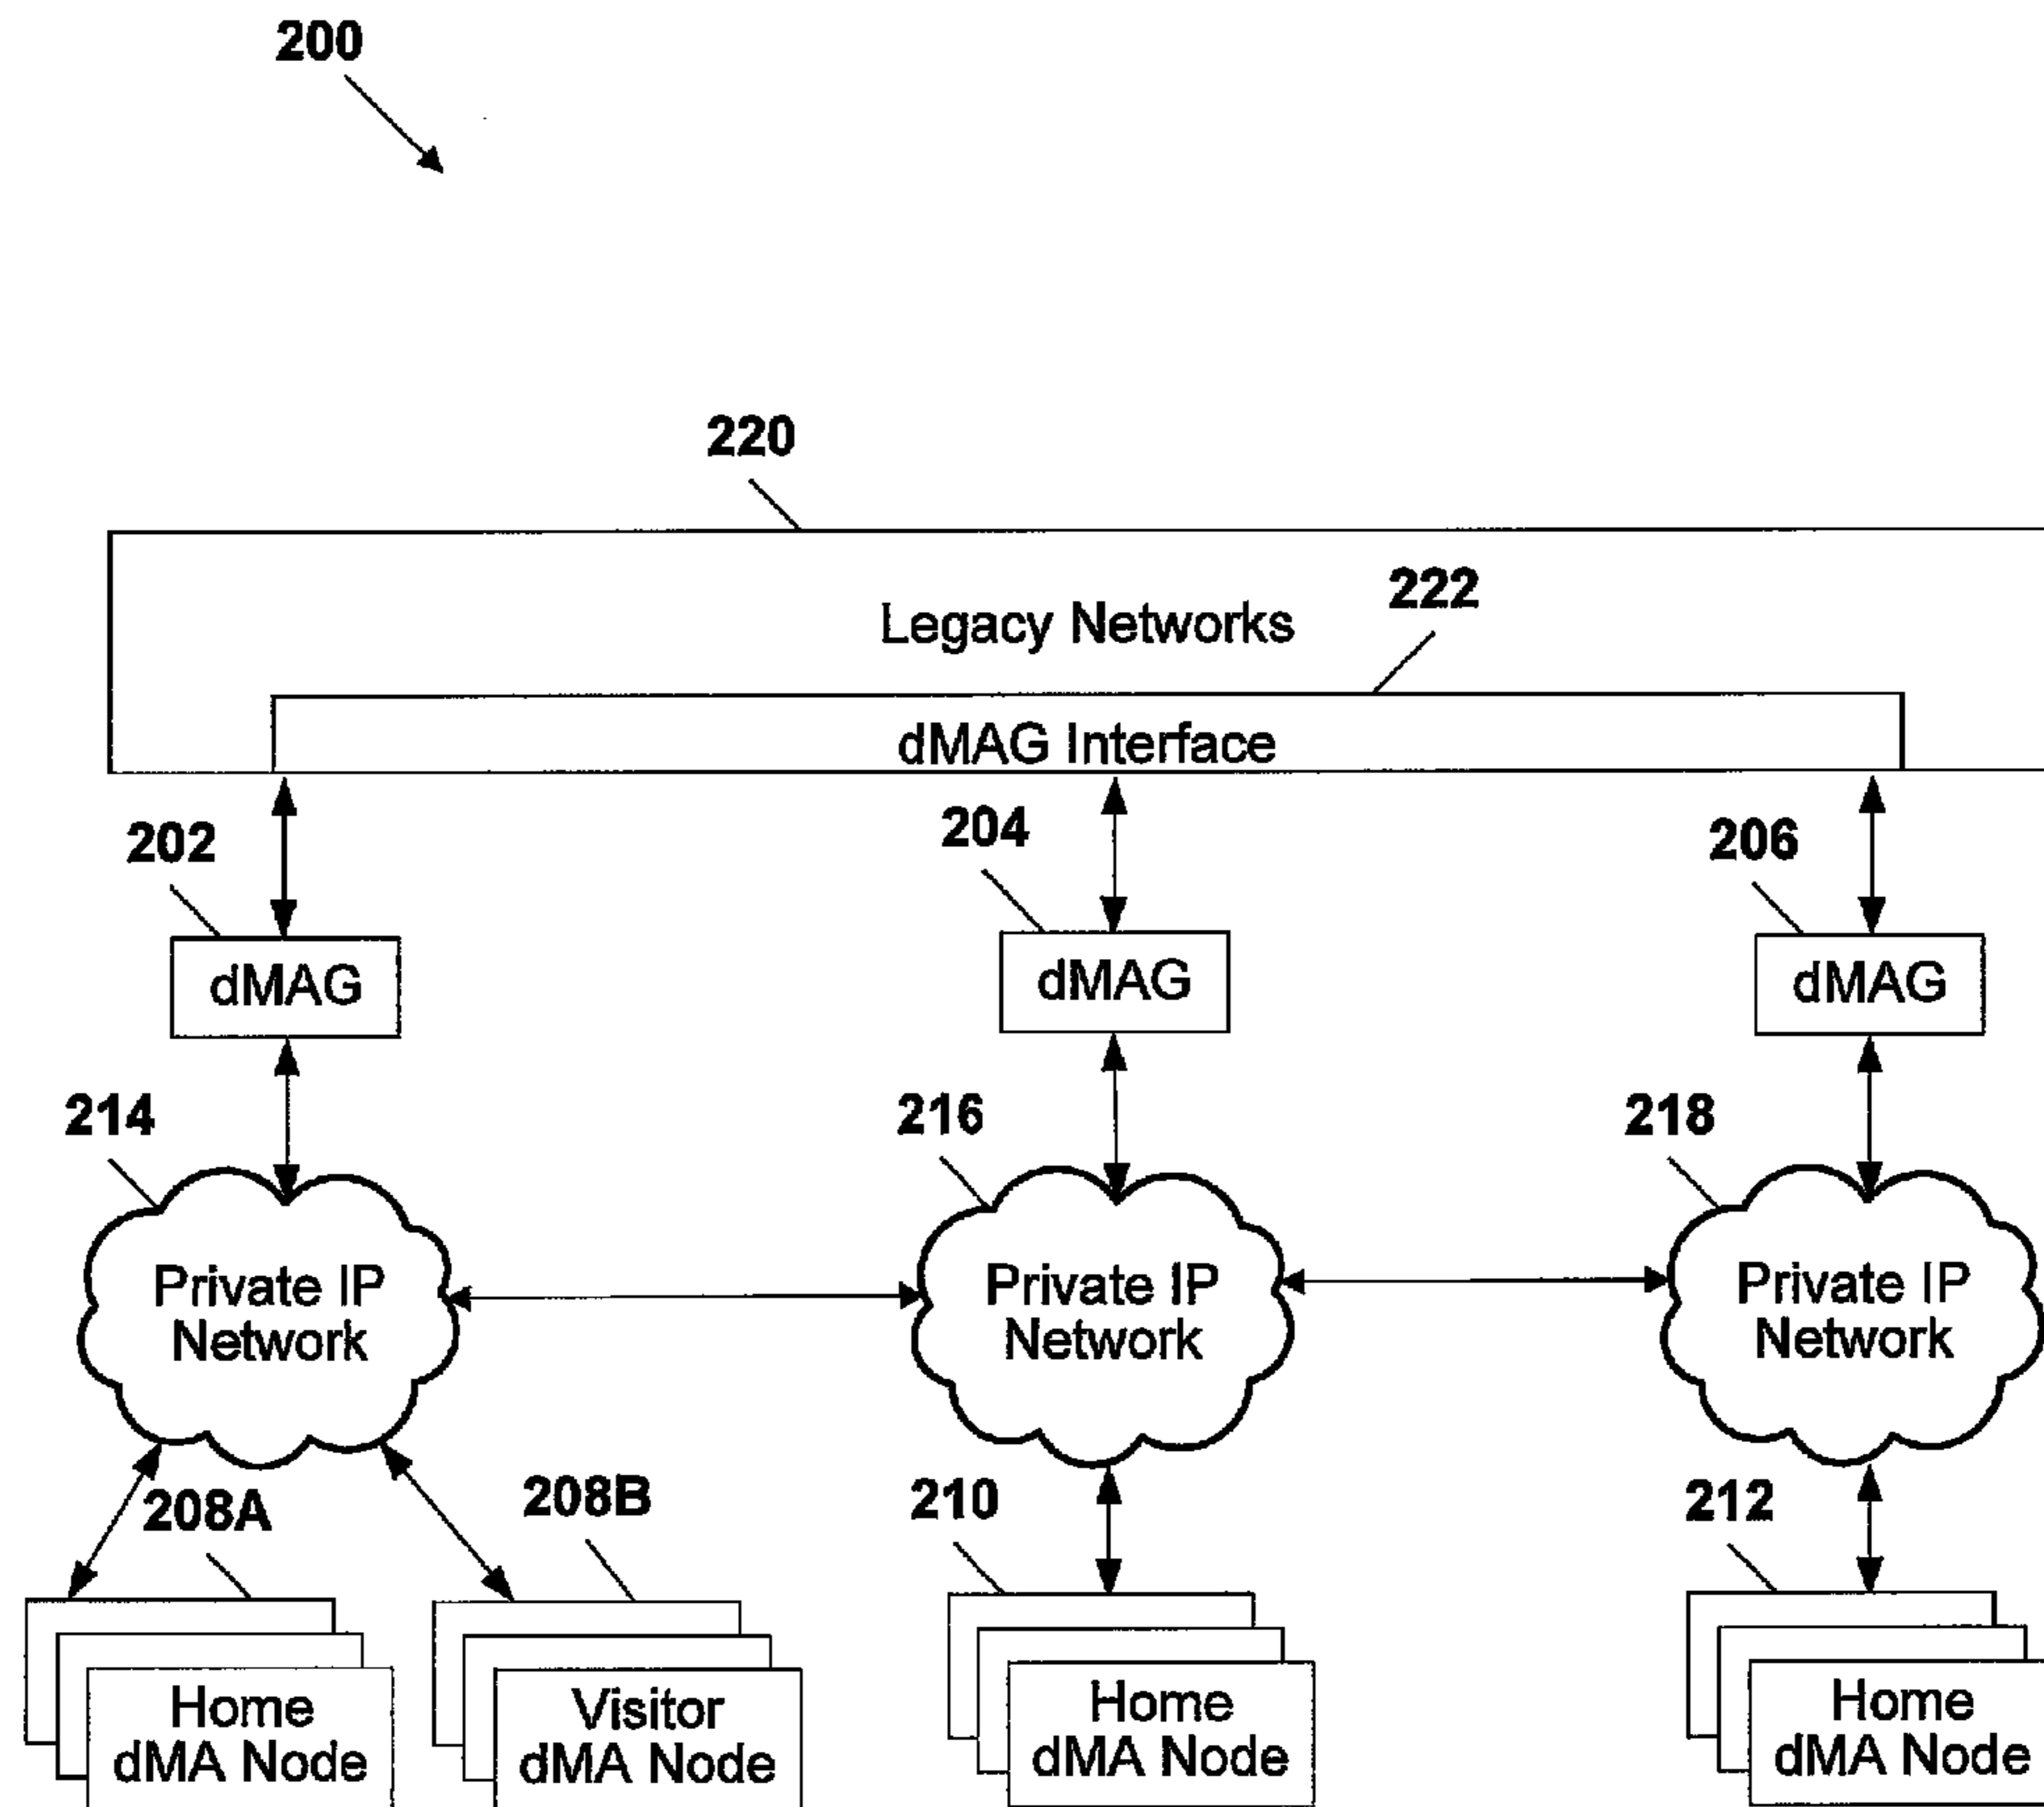 200
220
222
Legacy Networks
dMAG Interface
202
204
206
dMAG
dMAG
dMAG
214
216
218
Private IP
Network
Private IP
Network
Private IP
Network
208A
208B
210
212
Home
dMA Node
Visitor
dMA Node
Home
dMA Node
Home
dMA Node